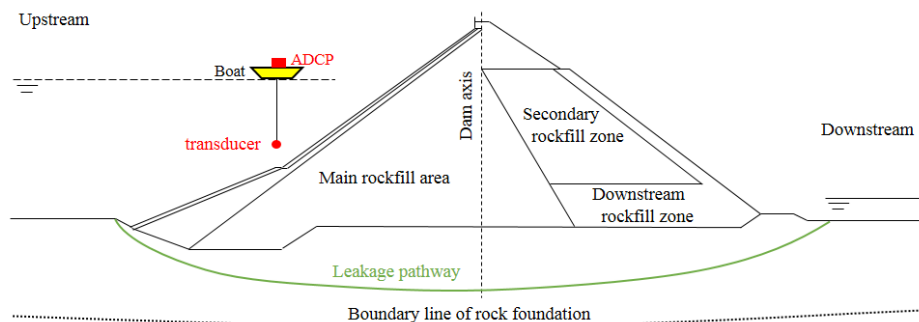 Upstream
ADCP
Boat
transducer
Dam axis
Secondary
rockfill zone
Downstream
Main rockfill area
Downstream
rockfill zone
Leakage pathway
Boundary line of rock foundation